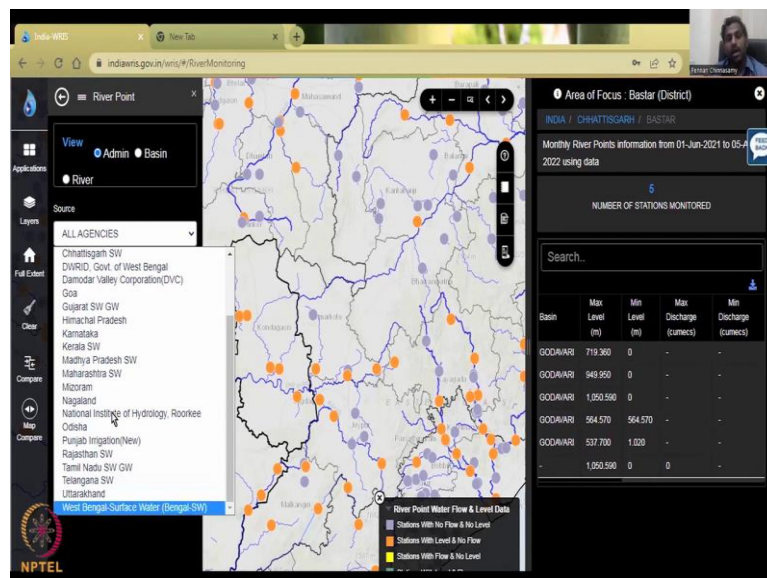 India-WRIS
New Tab
indiawris.gov.in/wris/#/RiverMonitoring
Applications
Layers
Full Extent
Clear
Compare
Map Compare
River Point
View
Admin
Basin
River
Source
ALL AGENCIES
Chhattisgarh SW
DWRID, Govt. of West Bengal
Damodar Valley Corporation(DVC)
Goa
Gujarat SW GW
Himachal Pradesh
Karnataka
Kerala SW
Madhya Pradesh SW
Maharashtra SW
Mizoram
Nagaland
National Institute of Hydrology, Roorkee
Odisha
Punjab Irrigation(New)
Rajasthan SW
Tamil Nadu SW GW
Telangana SW
Uttarakhand
West Bengal-Surface Water (Bengal-SW)
Mahasamand
Malkangiri
River Point Water Flow & Level Data
Stations With No Flow & No Level
Stations With Level & No Flow
Stations With Flow & No Level
Area of Focus : Bastar (District)
INDIA / CHHATTISGARH / BASTAR
Monthly River Points information from 01-Jun-2021 to 05-A
2022 using data
FEED BACK
5
NUMBER OF STATIONS MONITORED
Search..
Basin Max Level (m) Min Level (m) Max Discharge (cumecs) Min Discharge (cumecs)
GODAVARI 719.360 0 - -
GODAVARI 949.950 0 - -
GODAVARI 1,050.590 0 - -
GODAVARI 564.570 564.570 - -
GODAVARI 537.700 1.020 - -
- 1,050.590 0 0 -
NPTEL